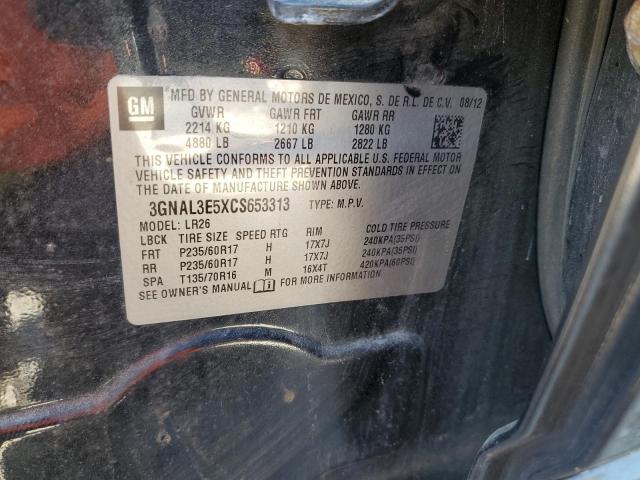 GM
MFD BY GENERAL MOTORS DE MEXICO, S. DE R.L. DE C.V. 08/12
GVWR GAWR FRT GAWR RR
2214 KG 1210 KG 1280 KG
4880 LB 2667 LB 2822 LB
THIS VEHICLE CONFORMS TO ALL APPLICABLE U.S. FEDERAL MOTOR
VEHICLE SAFETY AND THEFT PREVENTION STANDARDS IN EFFECT ON THE
DATE OF MANUFACTURE SHOWN ABOVE.
3GNAL3E5XCS653313 TYPE: M.P.V.
MODEL: LR26
LBCK TIRE SIZE SPEED RTG RIM COLD TIRE PRESSURE
FRT P235/60R17 H 17X7J 240KPA(35PSI)
RR P235/60R17 H 17X7J 240KPA(35PSI)
SPA T135/70R16 M 16X4T 420KPA(60PSI)
SEE OWNER'S MANUAL FOR MORE INFORMATION.